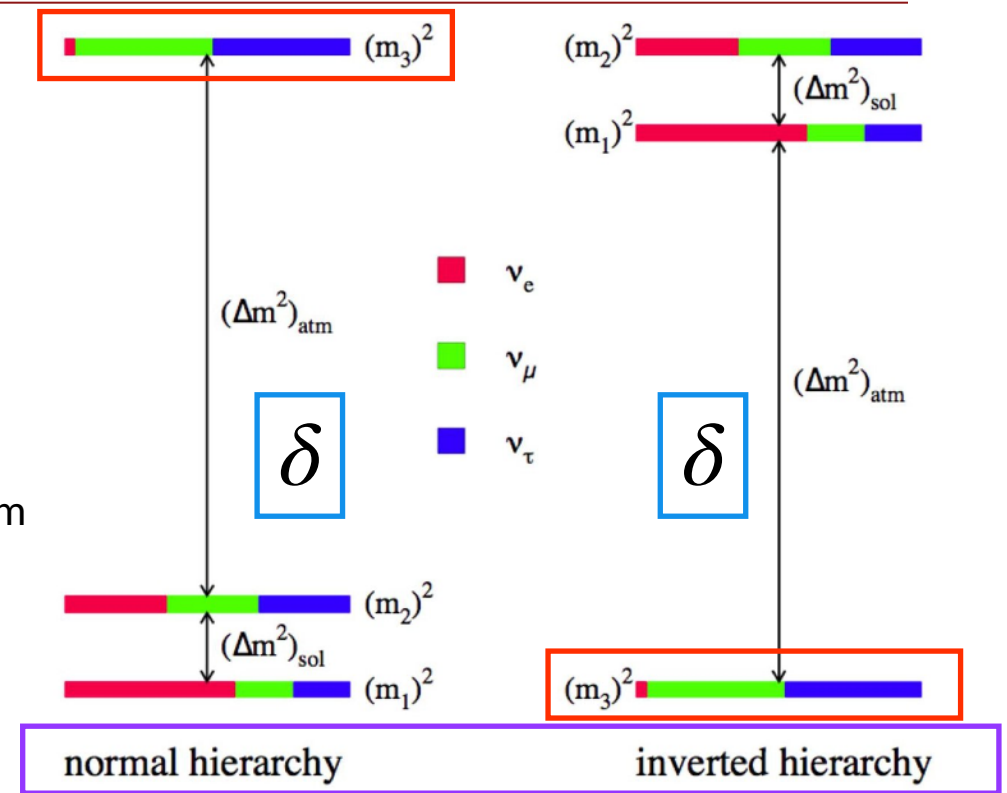 (m₃)²
(Δm²)atm
δ
m
(m₂)²
(Δm²)sol
(m₁)²
normal hierarchy
νe
νμ
ντ
(m₂)²
(Δm²)sol
(m₁)²
(Δm²)atm
δ
(m₃)²
inverted hierarchy